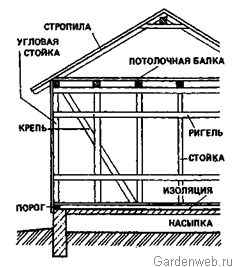 СТРОПИЛА
УГЛОВАЯ
СТОЙКА
ПОТОЛОЧНАЯ БАЛКА
КРЕПЬ
РИГЕЛЬ
СТОЙКА
ИЗОЛЯЦИЯ
ПОРОГ
НАСЫПКА
Gardenweb.ru